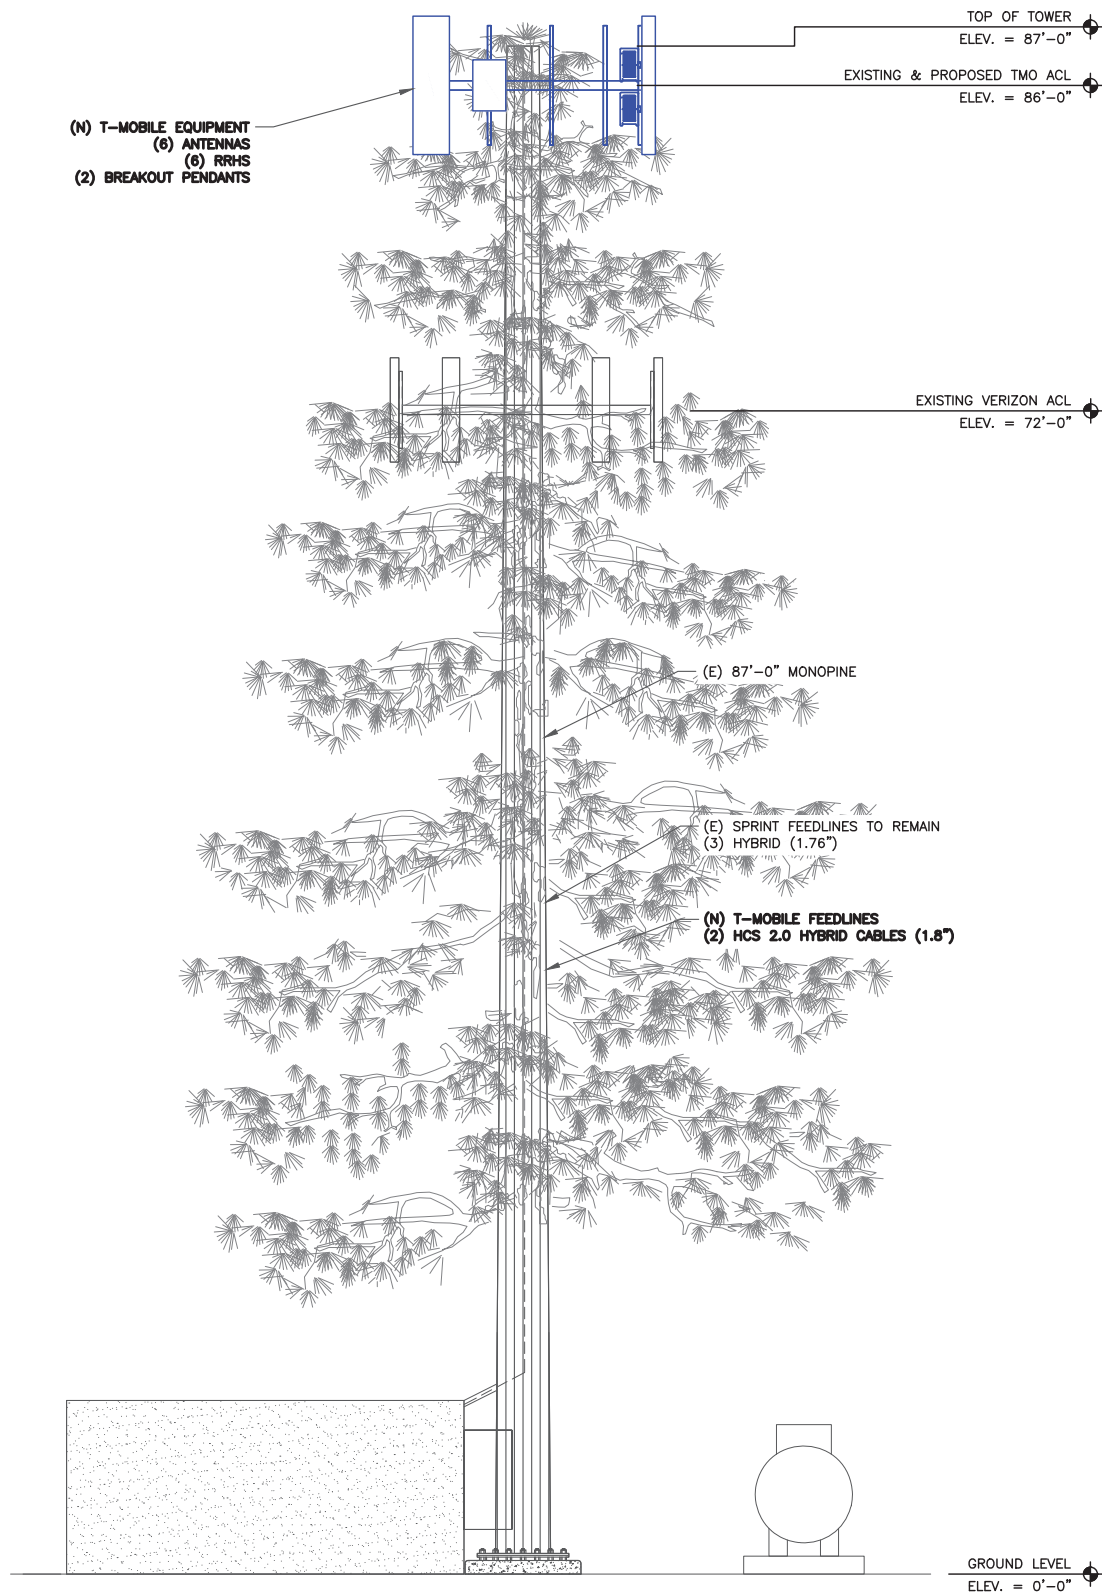 TOP OF TOWER
ELEV. = 87'-0"
EXISTING & PROPOSED TMO ACL
ELEV. = 86'-0"
(N) T-MOBILE EQUIPMENT
(6) ANTENNAS
(6) RRHS
(2) BREAKOUT PENDANTS
EXISTING VERIZON ACL
ELEV. = 72'-0"
(E) 87'-0" MONOPINE
(E) SPRINT FEEDLINES TO REMAIN
(3) HYBRID (1.76")
(N) T-MOBILE FEEDLINES
(2) HCS 2.0 HYBRID CABLES (1.8")
GROUND LEVEL
ELEV. = 0'-0"